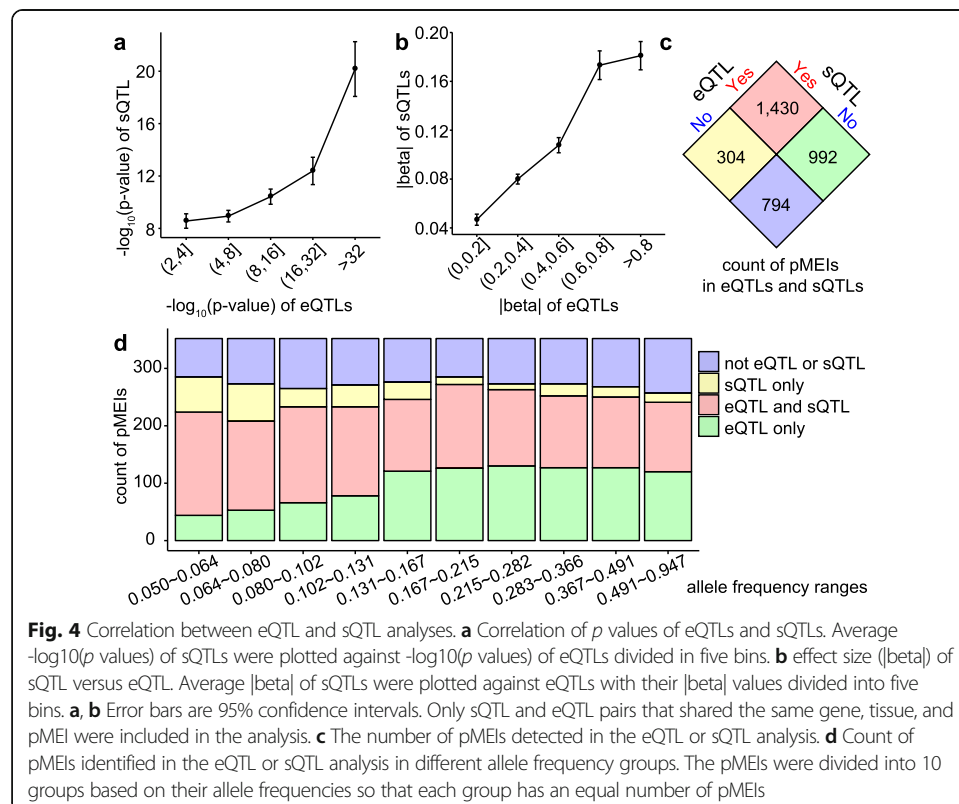 a
20
16
12
8
-log10(p-value) of sQTL
(2,4]
(4,8]
(8,16]
(16,32]
>32
-log10(p-value) of eQTLs
b
0.20
0.16
0.12
0.08
0.04
|beta| of sQTLs
(0,0.2]
(0.2,0.4]
(0.4,0.6]
(0.6,0.8]
>0.8
|beta| of eQTLs
c
eQTL
sQTL
Yes
Yes
No
No
1,430
304
992
794
count of pMEIs
in eQTLs and sQTLs
d
300
200
100
0
count of pMEIs
0.050~0.064
0.064~0.080
0.080~0.102
0.102~0.131
0.131~0.167
0.167~0.215
0.215~0.282
0.283~0.366
0.367~0.491
0.491~0.947
allele frequency ranges
not eQTL or sQTL
sQTL only
eQTL and sQTL
eQTL only
Fig. 4 Correlation between eQTL and sQTL analyses. a Correlation of p values of eQTLs and sQTLs. Average
-log10(p values) of sQTLs were plotted against -log10(p values) of eQTLs divided in five bins. b effect size (|beta|) of
sQTL versus eQTL. Average |beta| of sQTLs were plotted against eQTLs with their |beta| values divided into five
bins. a, b Error bars are 95% confidence intervals. Only sQTL and eQTL pairs that shared the same gene, tissue, and
pMEI were included in the analysis. c The number of pMEIs detected in the eQTL or sQTL analysis. d Count of
pMEIs identified in the eQTL or sQTL analysis in different allele frequency groups. The pMEIs were divided into 10
groups based on their allele frequencies so that each group has an equal number of pMEIs